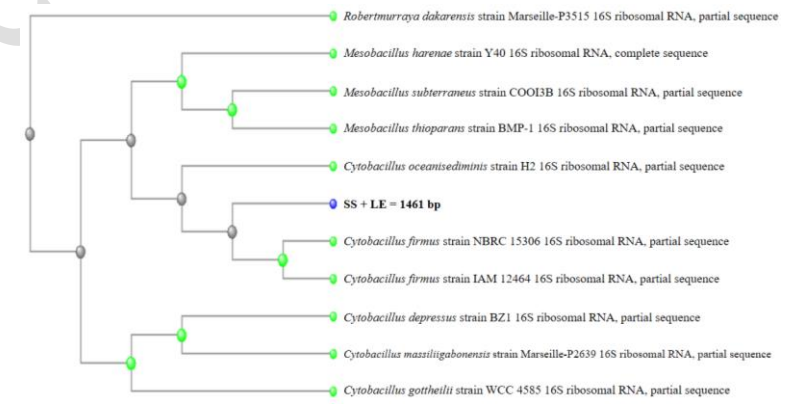 Robertmurraya dakarensis strain Marseille-P3515 16S ribosomal RNA, partial sequence
Mesobacillus harenae strain Y40 16S ribosomal RNA, complete sequence
Mesobacillus subterraneus strain COOI3B 16S ribosomal RNA, partial sequence
Mesobacillus thioparans strain BMP-1 16S ribosomal RNA, partial sequence
Cytobacillus oceanisediminis strain H2 16S ribosomal RNA, partial sequence
SS + LE = 1461 bp
Cytobacillus firmus strain NBRC 15306 16S ribosomal RNA, partial sequence
Cytobacillus firmus strain IAM 12464 16S ribosomal RNA, partial sequence
Cytobacillus depressus strain BZ1 16S ribosomal RNA, partial sequence
Cytobacillus massiliigabonensis strain Marseille-P2639 16S ribosomal RNA, partial sequence
Cytobacillus gottheilii strain WCC 4585 16S ribosomal RNA, partial sequence